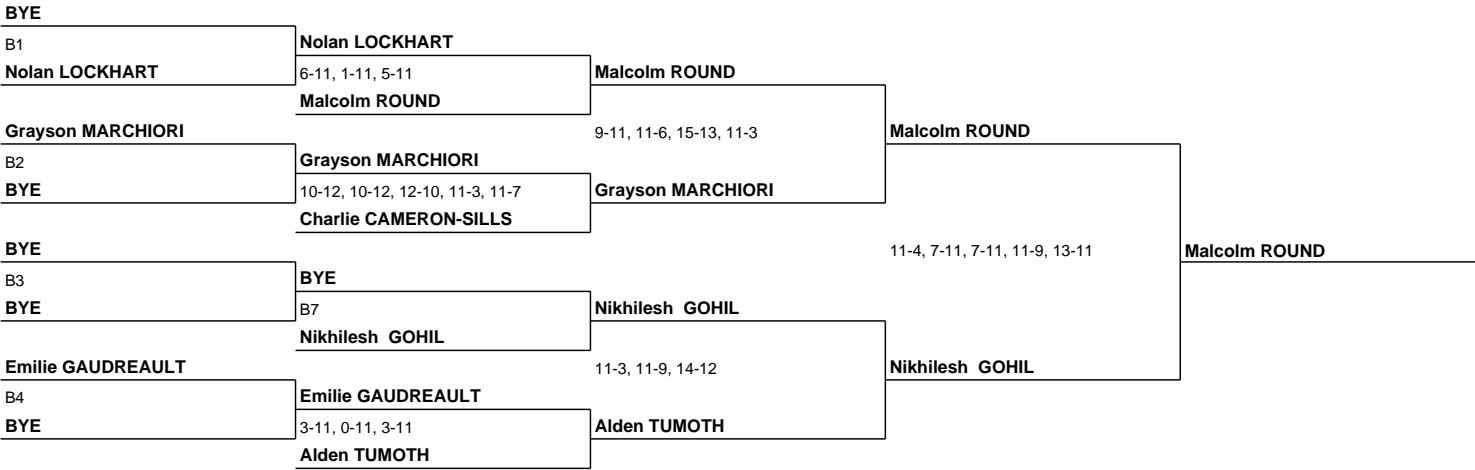 BYE
B1
Nolan LOCKHART
Nolan LOCKHART
6-11, 1-11, 5-11
Malcolm ROUND
Malcolm ROUND
Grayson MARCHIORI
9-11, 11-6, 15-13, 11-3
Malcolm ROUND
B2
Grayson MARCHIORI
BYE
10-12, 10-12, 12-10, 11-3, 11-7
Grayson MARCHIORI
Charlie CAMERON-SILLS
BYE
11-4, 7-11, 7-11, 11-9, 13-11
Malcolm ROUND
B3
BYE
BYE
B7
Nikhilesh  GOHIL
Nikhilesh  GOHIL
Emilie GAUDREAULT
11-3, 11-9, 14-12
Nikhilesh  GOHIL
B4
Emilie GAUDREAULT
BYE
3-11, 0-11, 3-11
Alden TUMOTH
Alden TUMOTH